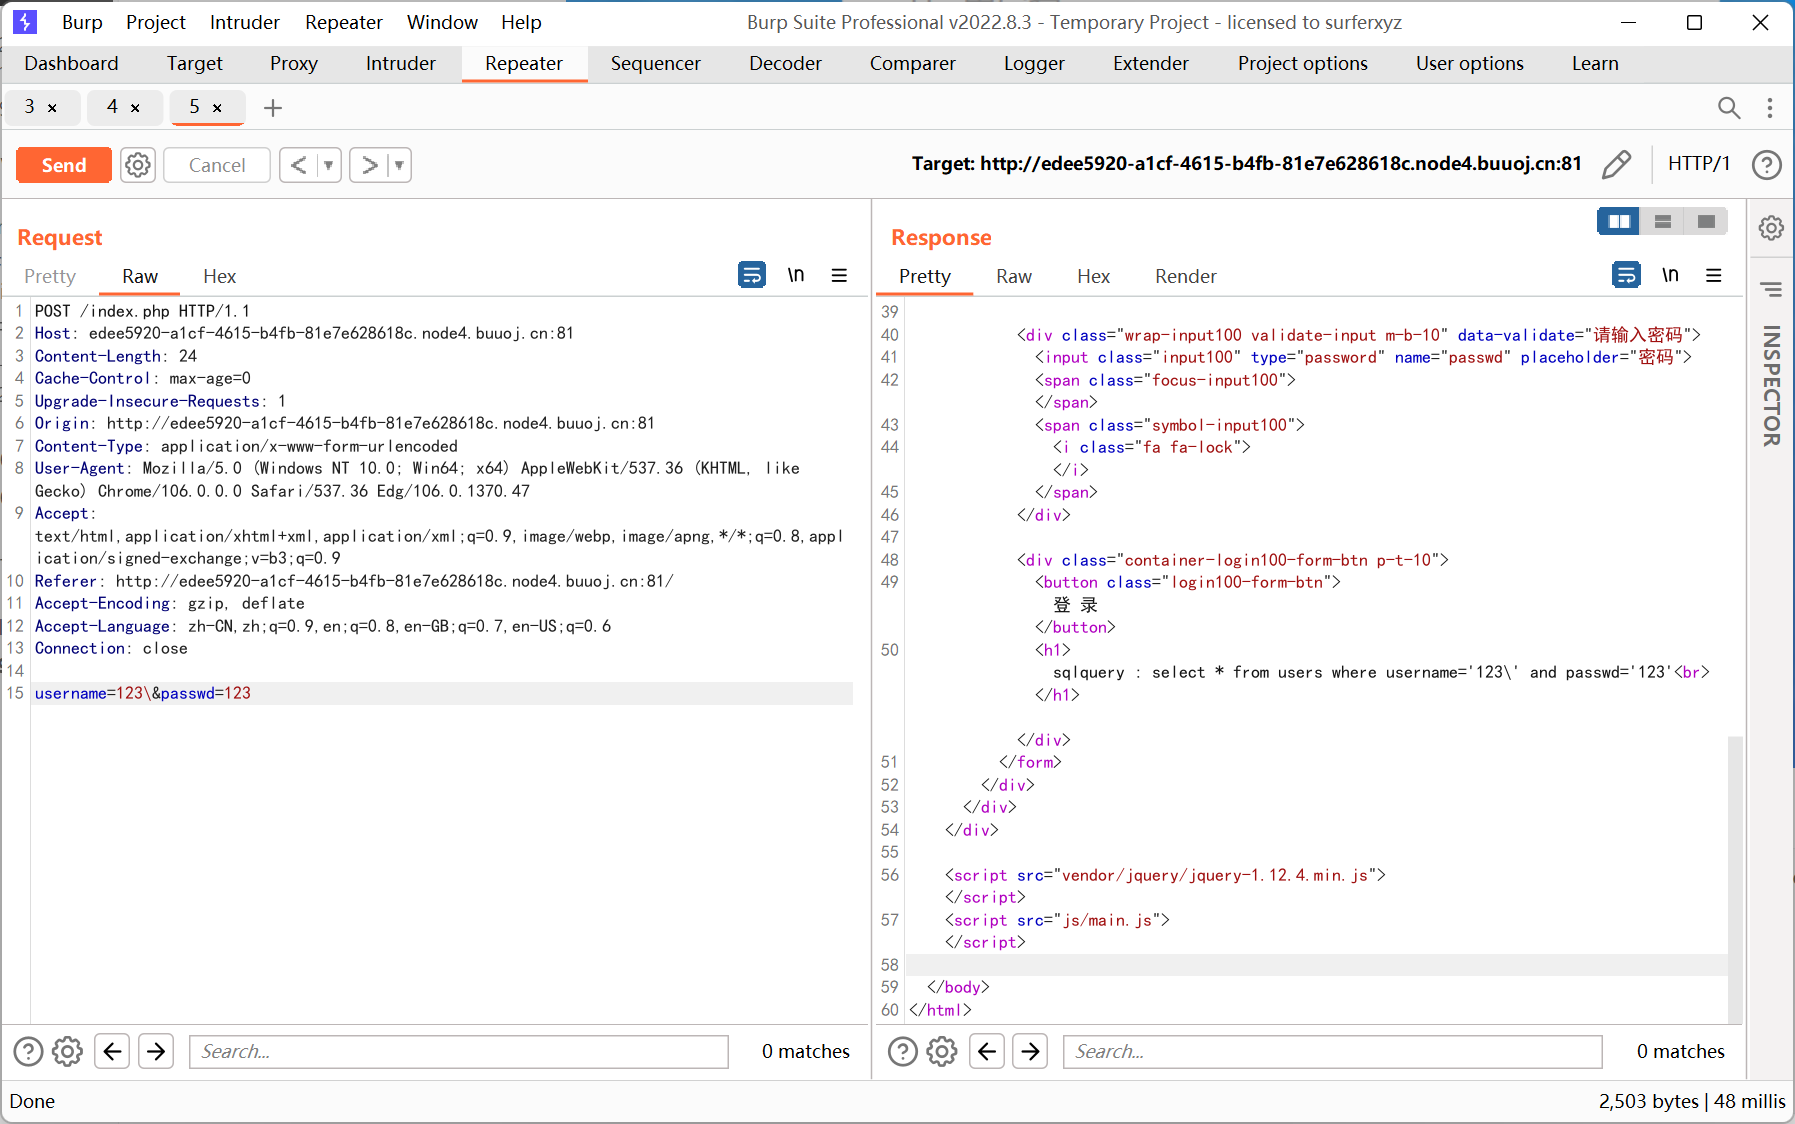 Burp Project Intruder Repeater Window Help Burp Suite Professional v2022.8.3 - Temporary Project - licensed to surferxyz
Dashboard Target Proxy Intruder Repeater Sequencer Decoder Comparer Logger Extender Project options User options Learn
3 × 4 × 5 × +
Send Cancel < ▼ > ▼ Target: http://edee5920-a1cf-4615-b4fb-81e7e628618c.node4.buuoj.cn:81 HTTP/1 ?
Request
Pretty Raw Hex \n
1 POST /index.php HTTP/1.1
2 Host: edee5920-a1cf-4615-b4fb-81e7e628618c.node4.buuoj.cn:81
3 Content-Length: 24
4 Cache-Control: max-age=0
5 Upgrade-Insecure-Requests: 1
6 Origin: http://edee5920-a1cf-4615-b4fb-81e7e628618c.node4.buuoj.cn:81
7 Content-Type: application/x-www-form-urlencoded
8 User-Agent: Mozilla/5.0 (Windows NT 10.0; Win64; x64) AppleWebKit/537.36 (KHTML, like
Gecko) Chrome/106.0.0.0 Safari/537.36 Edg/106.0.1370.47
9 Accept:
text/html,application/xhtml+xml,application/xml;q=0.9,image/webp,image/apng,*/*;q=0.8,appl
ication/signed-exchange;v=b3;q=0.9
10 Referer: http://edee5920-a1cf-4615-b4fb-81e7e628618c.node4.buuoj.cn:81/
11 Accept-Encoding: gzip, deflate
12 Accept-Language: zh-CN,zh;q=0.9,en;q=0.8,en-GB;q=0.7,en-US;q=0.6
13 Connection: close
14
15 username=123\&passwd=123
? Search... 0 matches
Response
Pretty Raw Hex Render \n
39
40 <div class="wrap-input100 validate-input m-b-10" data-validate="请输入密码">
41 <input class="input100" type="password" name="passwd" placeholder="密码">
42 <span class="focus-input100">
</span>
43 <span class="symbol-input100">
44 <i class="fa fa-lock">
</i>
45 </span>
46 </div>
47
48 <div class="container-login100-form-btn p-t-10">
49 <button class="login100-form-btn">
登 录
</button>
50 <h1>
sqlquery : select * from users where username='123\' and passwd='123'<br>
</h1>
</div>
51 </form>
52 </div>
53 </div>
54 </div>
55
56 <script src="vendor/jquery/jquery-1.12.4.min.js">
</script>
57 <script src="js/main.js">
</script>
58
59 </body>
60 </html>
? Search... 0 matches
INSPECTOR
Done 2,503 bytes | 48 millis